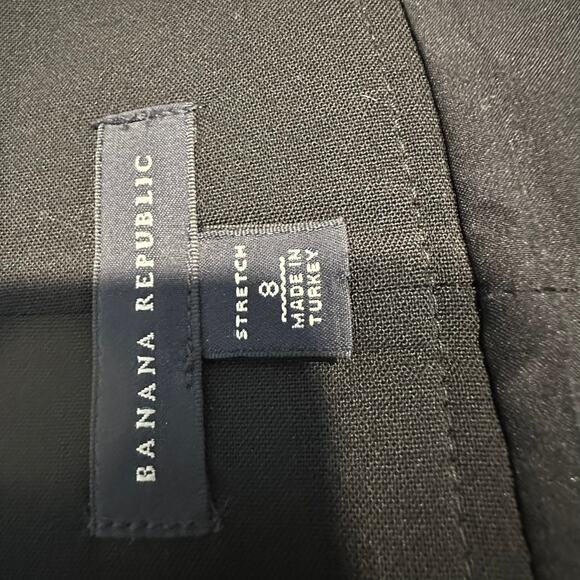 BANANA REPUBLIC
STRETCH
8
MADE IN
TURKEY